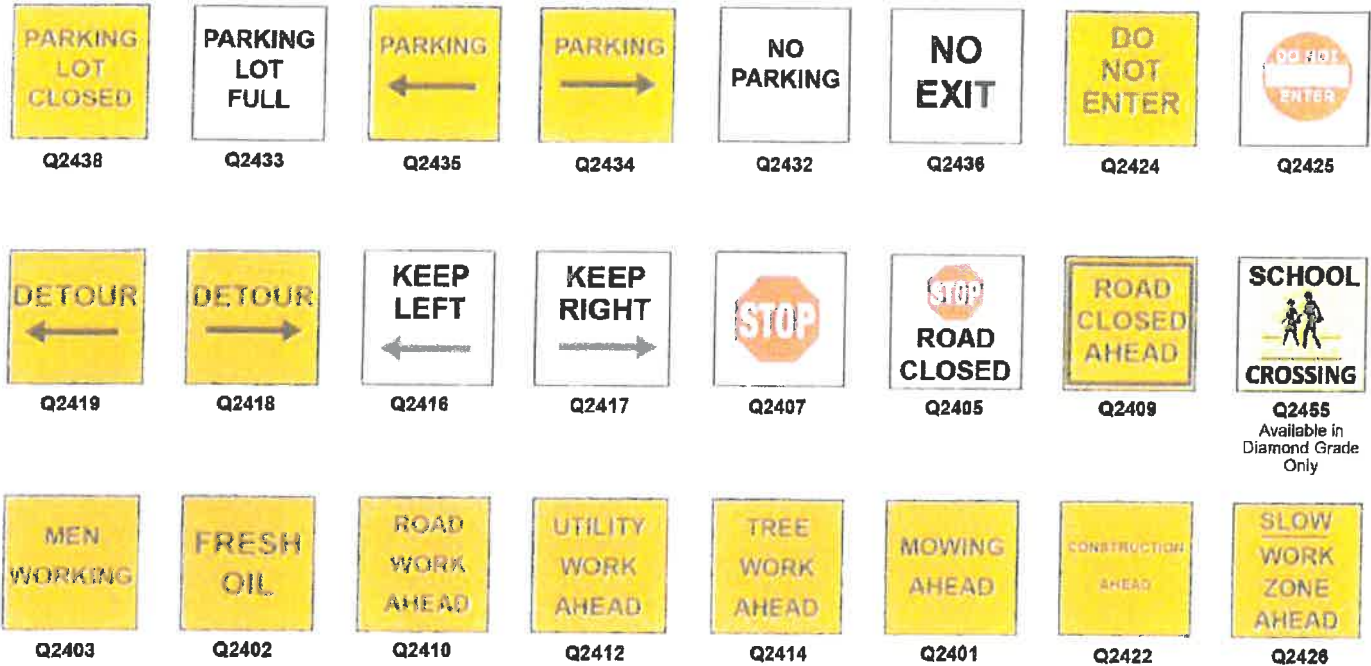 PARKING
LOT
CLOSED
Q2438
PARKING
LOT
FULL
Q2433
PARKING
Q2435
PARKING
Q2434
NO
PARKING
Q2432
NO
EXIT
Q2436
DO
NOT
ENTER
Q2424
DO NOT
ENTER
Q2425
DETOUR
Q2419
DETOUR
Q2418
KEEP
LEFT
Q2416
KEEP
RIGHT
Q2417
STOP
Q2407
STOP
ROAD
CLOSED
Q2405
ROAD
CLOSED
AHEAD
Q2409
SCHOOL
CROSSING
Q2455
Available in
Diamond Grade
Only
MEN
WORKING
Q2403
FRESH
OIL
Q2402
ROAD
WORK
AHEAD
Q2410
UTILITY
WORK
AHEAD
Q2412
TREE
WORK
AHEAD
Q2414
MOWING
AHEAD
Q2401
CONSTRUCTION
AHEAD
Q2422
SLOW
WORK
ZONE
AHEAD
Q2426